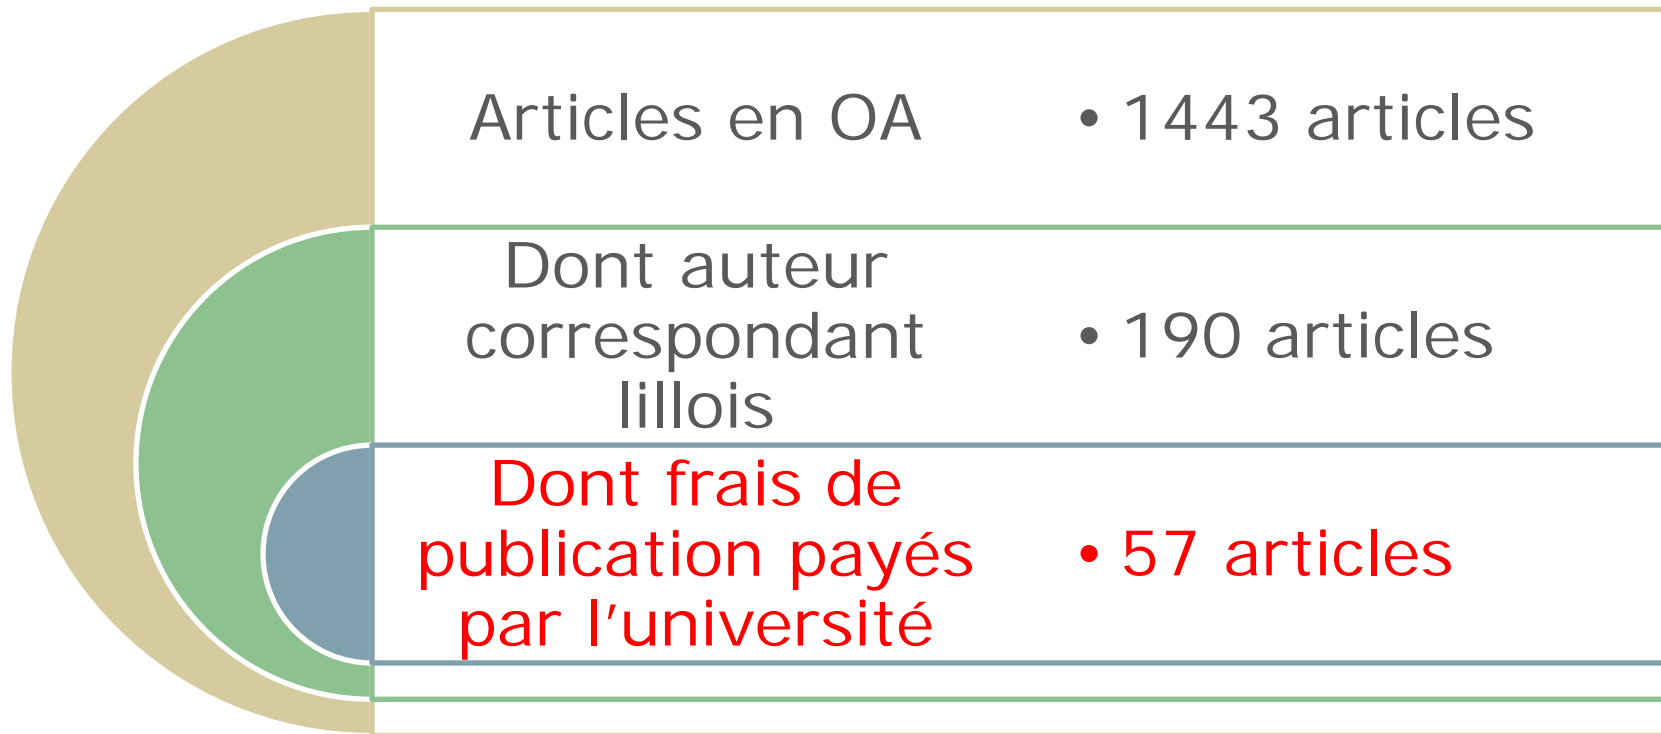 Articles en OA
• 1443 articles
Dont auteur
correspondant
lillois
• 190 articles
Dont frais de
publication payés
par l'université
• 57 articles